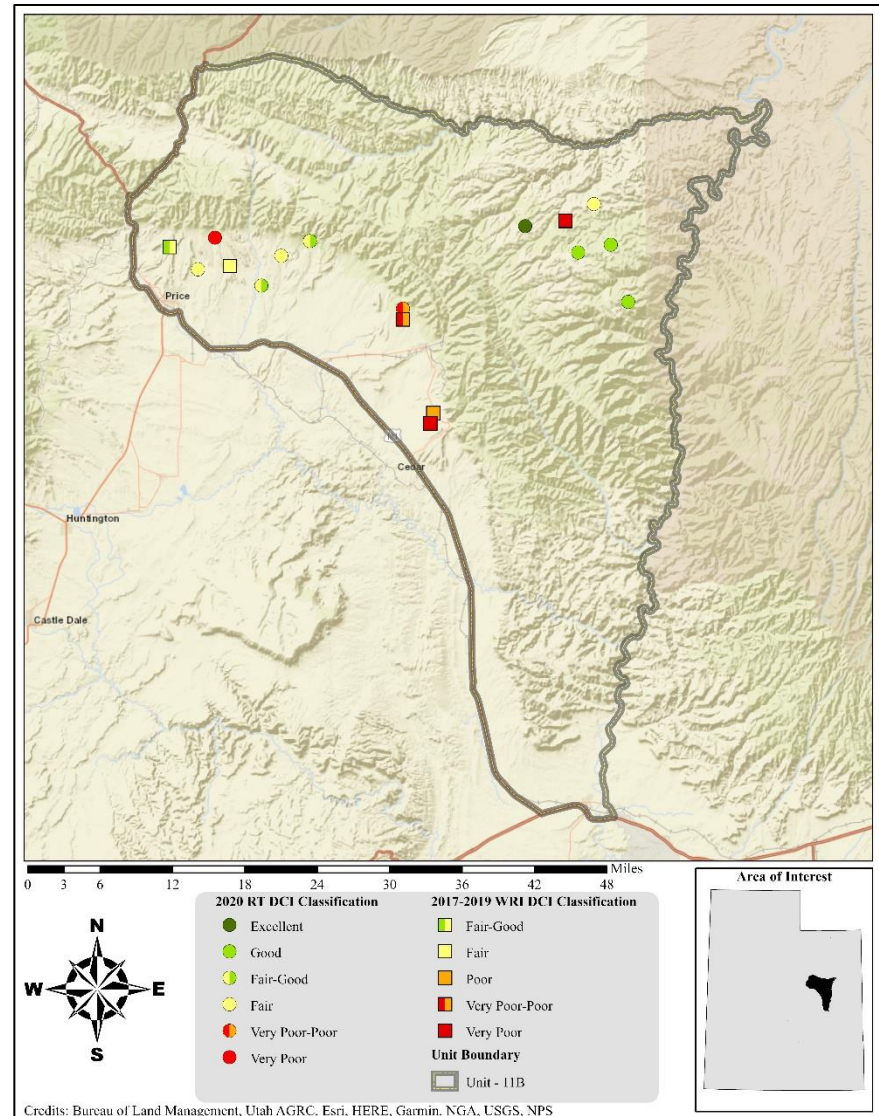 Price
Cedar
Huntington
Castle Dale
Miles
0 3 6 12 18 24 30 36 42 48
2020 RT DCI Classification
Excellent
Good
Fair-Good
Fair
Very Poor-Poor
Very Poor
2017-2019 WRI DCI Classification
Fair-Good
Fair
Poor
Very Poor-Poor
Very Poor
Unit Boundary
Unit - 11B
Area of Interest
N
W E
S
Credits: Bureau of Land Management, Utah AGRC, Esri, HERE, Garmin, NGA, USGS, NPS